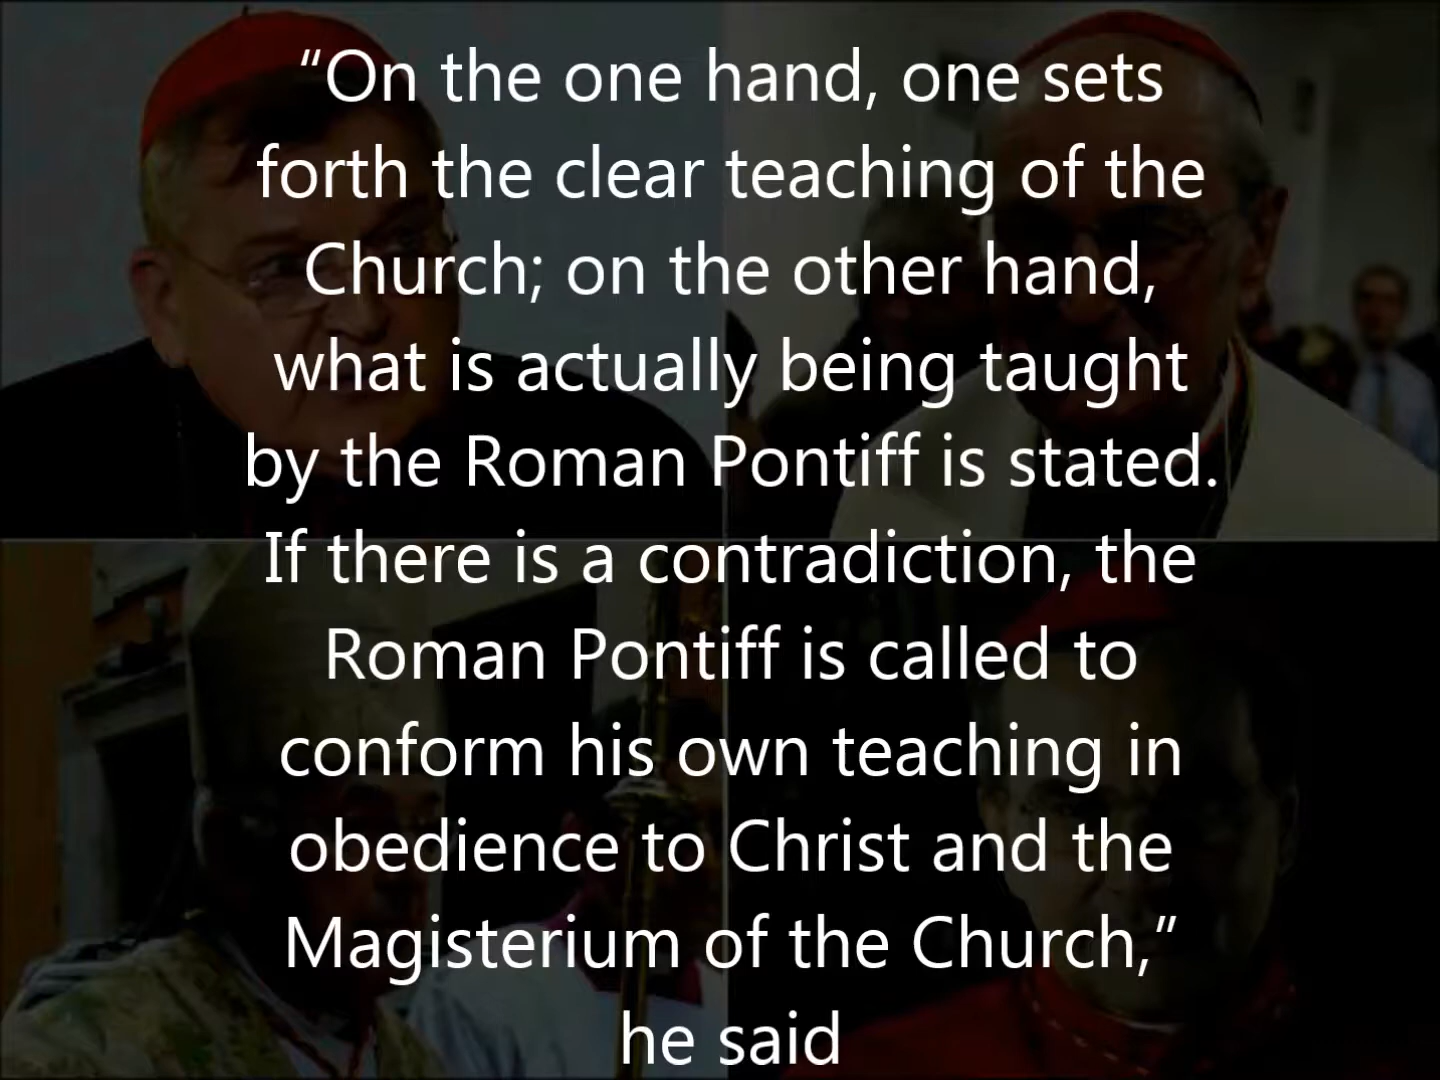 “On the one hand, one sets
forth the clear teaching of the
Church; on the other hand,
what is actually being taught
by the Roman Pontiff is stated.
If there is a contradiction, the
Roman Pontiff is called to
conform his own teaching in
obedience to Christ and the
Magisterium of the Church,”
he said